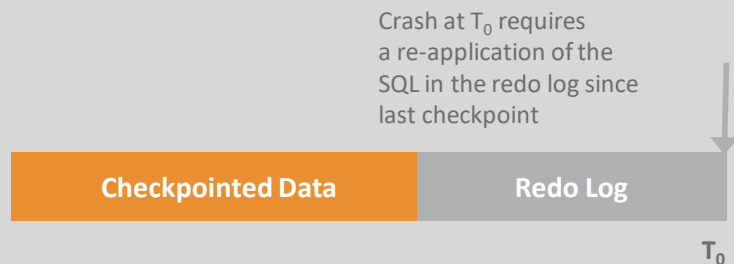 Crash at T₀ requires
a re-application of the
SQL in the redo log since
last checkpoint
Checkpointed Data
Redo Log
T₀